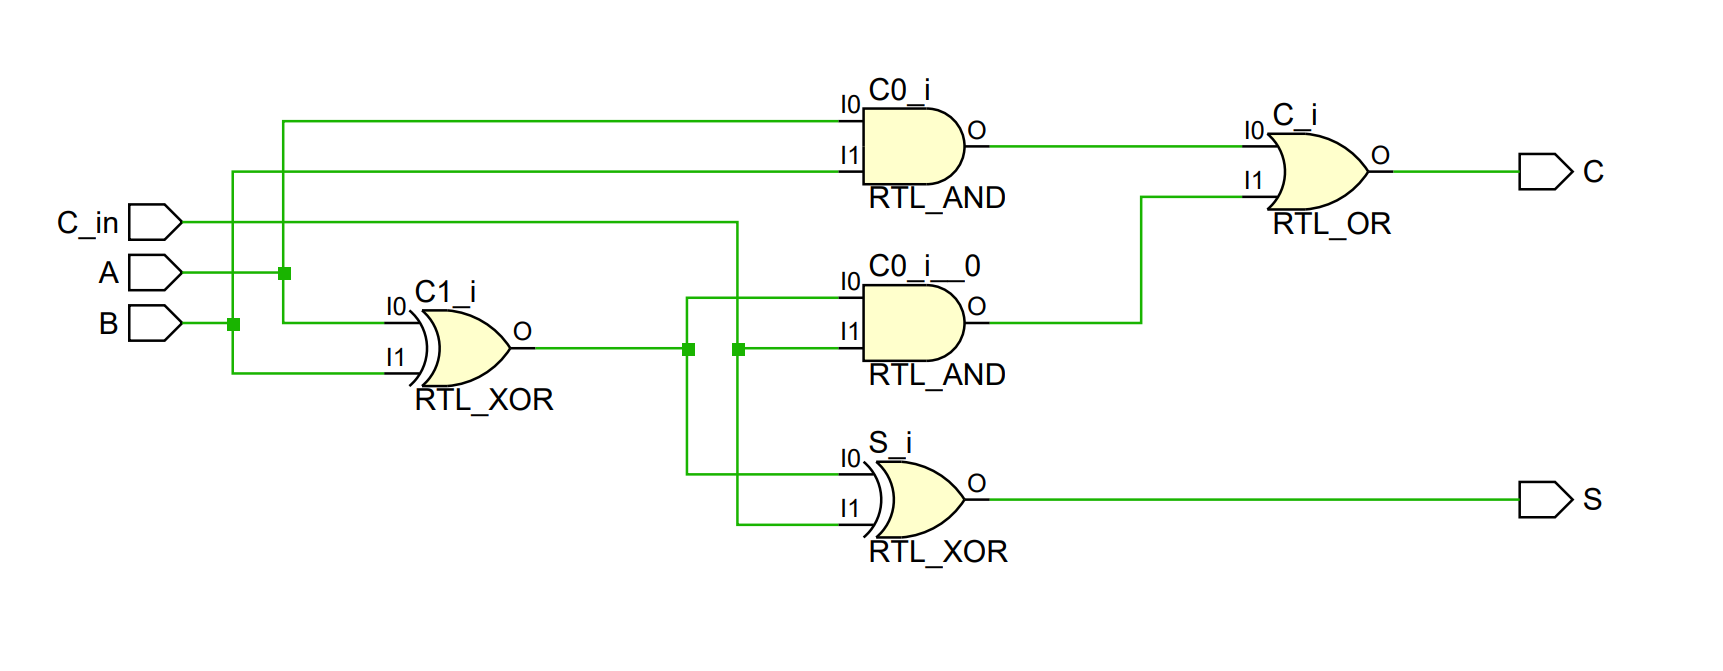 C0_i
I0
O
I1
RTL_AND
C_i
I0
O
I1
RTL_OR
C
C_in
A
B
C1_i
I0
O
I1
RTL_XOR
C0_i__0
I0
O
I1
RTL_AND
S_i
I0
O
I1
RTL_XOR
S